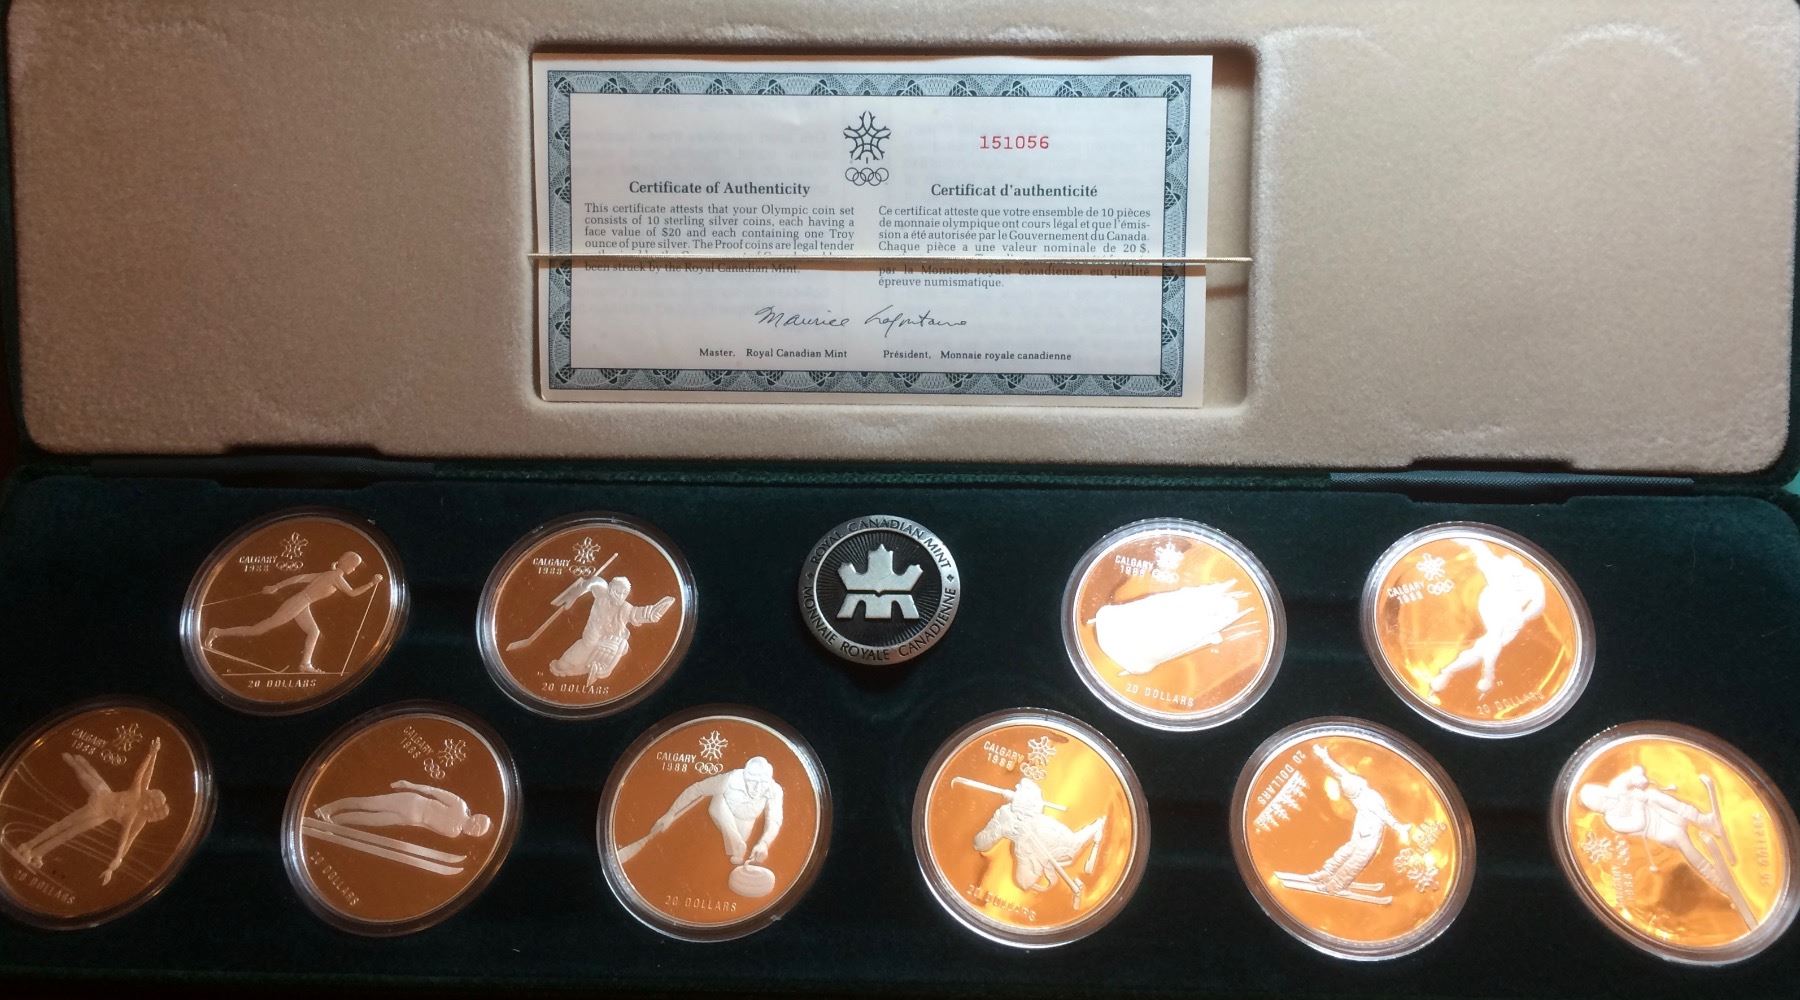 151056
Certificate of Authenticity
This certificate attests that your Olympic coin set
consists of 10 sterling silver coins, each having a
face value of $20 and each containing one Troy
ounce of pure silver. The Proof coins are legal tender
been struck by the Royal Canadian Mint.
Certificat d'authenticité
Ce certificat atteste que votre ensemble de 10 pièces
de monnaie olympique ont cours légal et que l'émis-
sion a été autorisée par le Gouvernement du Canada.
Chaque pièce a une valeur nominale de 20 $.
par la Monnaie royale canadienne en qualité
épreuve numismatique.
Maurice Lafontaine
Master, Royal Canadian Mint
Président, Monnaie royale canadienne
CALGARY
1988
20 DOLLARS
CALGARY
1988
20 DOLLARS
ROYAL CANADIAN MINT
MONNAIE ROYALE CANADIENNE
CALGARY
1988
20 DOLLARS
CALGARY
1988
20 DOLLARS
CALGARY
1988
20 DOLLARS
CALGARY
1988
20 DOLLARS
CALGARY
1988
20 DOLLARS
CALGARY
1988
20 DOLLARS
20 DOLLARS
CALGARY
1988
20 DOLLARS